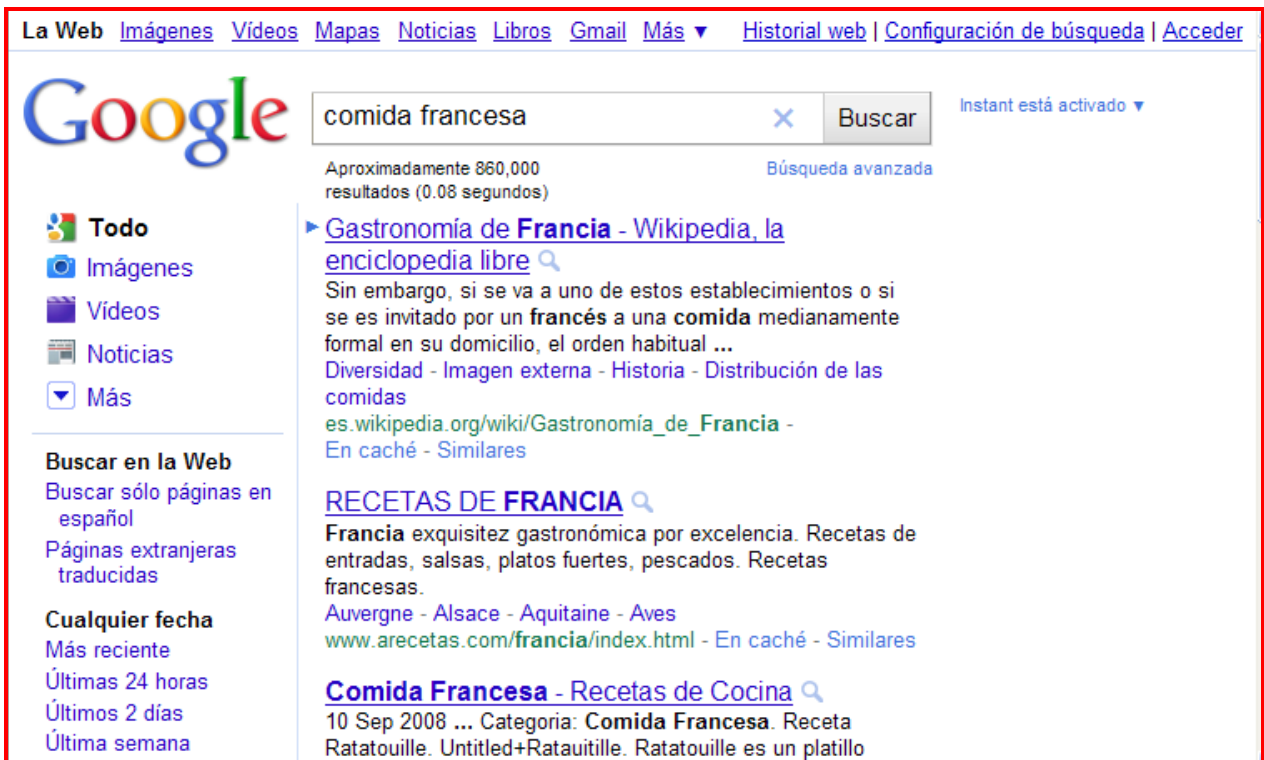 La Web Imágenes Vídeos Mapas Noticias Libros Gmail Más ▼ Historial web | Configuración de búsqueda | Acceder
Google
comida francesa × Buscar
Instant está activado ▼
Aproximadamente 860,000
resultados (0.08 segundos)
Búsqueda avanzada
Todo
Imágenes
Vídeos
Noticias
Más
Buscar en la Web
Buscar sólo páginas en
español
Páginas extranjeras
traducidas
Cualquier fecha
Más reciente
Últimas 24 horas
Últimos 2 días
Última semana
Gastronomía de Francia - Wikipedia, la
enciclopedia libre
Sin embargo, si se va a uno de estos establecimientos o si
se es invitado por un francés a una comida medianamente
formal en su domicilio, el orden habitual ...
Diversidad - Imagen externa - Historia - Distribución de las
comidas
es.wikipedia.org/wiki/Gastronomía_de_Francia -
En caché - Similares
RECETAS DE FRANCIA
Francia exquisitez gastronómica por excelencia. Recetas de
entradas, salsas, platos fuertes, pescados. Recetas
francesas.
Auvergne - Alsace - Aquitaine - Aves
www.arecetas.com/francia/index.html - En caché - Similares
Comida Francesa - Recetas de Cocina
10 Sep 2008 ... Categoria: Comida Francesa. Receta
Ratatouille. Untitled+Ratauitille. Ratatouille es un platillo